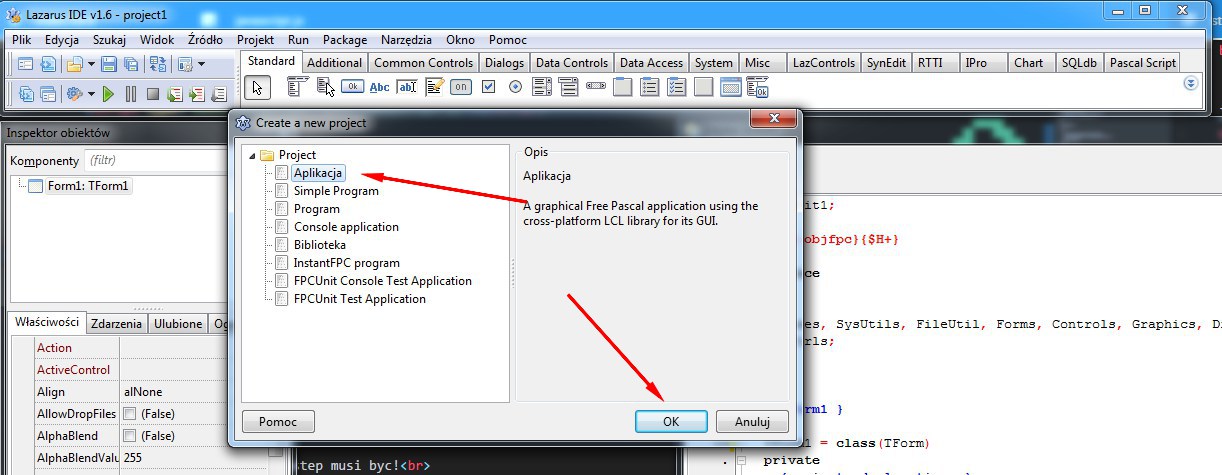 Lazarus IDE v1.6 - project1
Plik Edycja Szukaj Widok Źródło Projekt Run Package Narzędzia Okno Pomoc
Standard Additional Common Controls Dialogs Data Controls Data Access System Misc LazControls SynEdit RTTI IPro Chart SQLdb Pascal Script
Ok Abc ab on Ok
Inspektor obiektów
Komponenty (filtr)
Form1: TForm1
Właściwości Zdarzenia Ulubione
Action
ActiveControl
Align alNone
AllowDropFiles (False)
AlphaBlend (False)
AlphaBlendValu 255
Create a new project
Project
Aplikacja
Simple Program
Program
Console application
Biblioteka
InstantFPC program
FPCUnit Console Test Application
FPCUnit Test Application
Opis
Aplikacja
A graphical Free Pascal application using the
cross-platform LCL library for its GUI.
Pomoc OK Anuluj
it1;
objfpc}{$H+}
ce
es, SysUtils, FileUtil, Forms, Controls, Graphics, D
rls;
rm1 }
1 = class(TForm)
private
tep musi byc!<br>